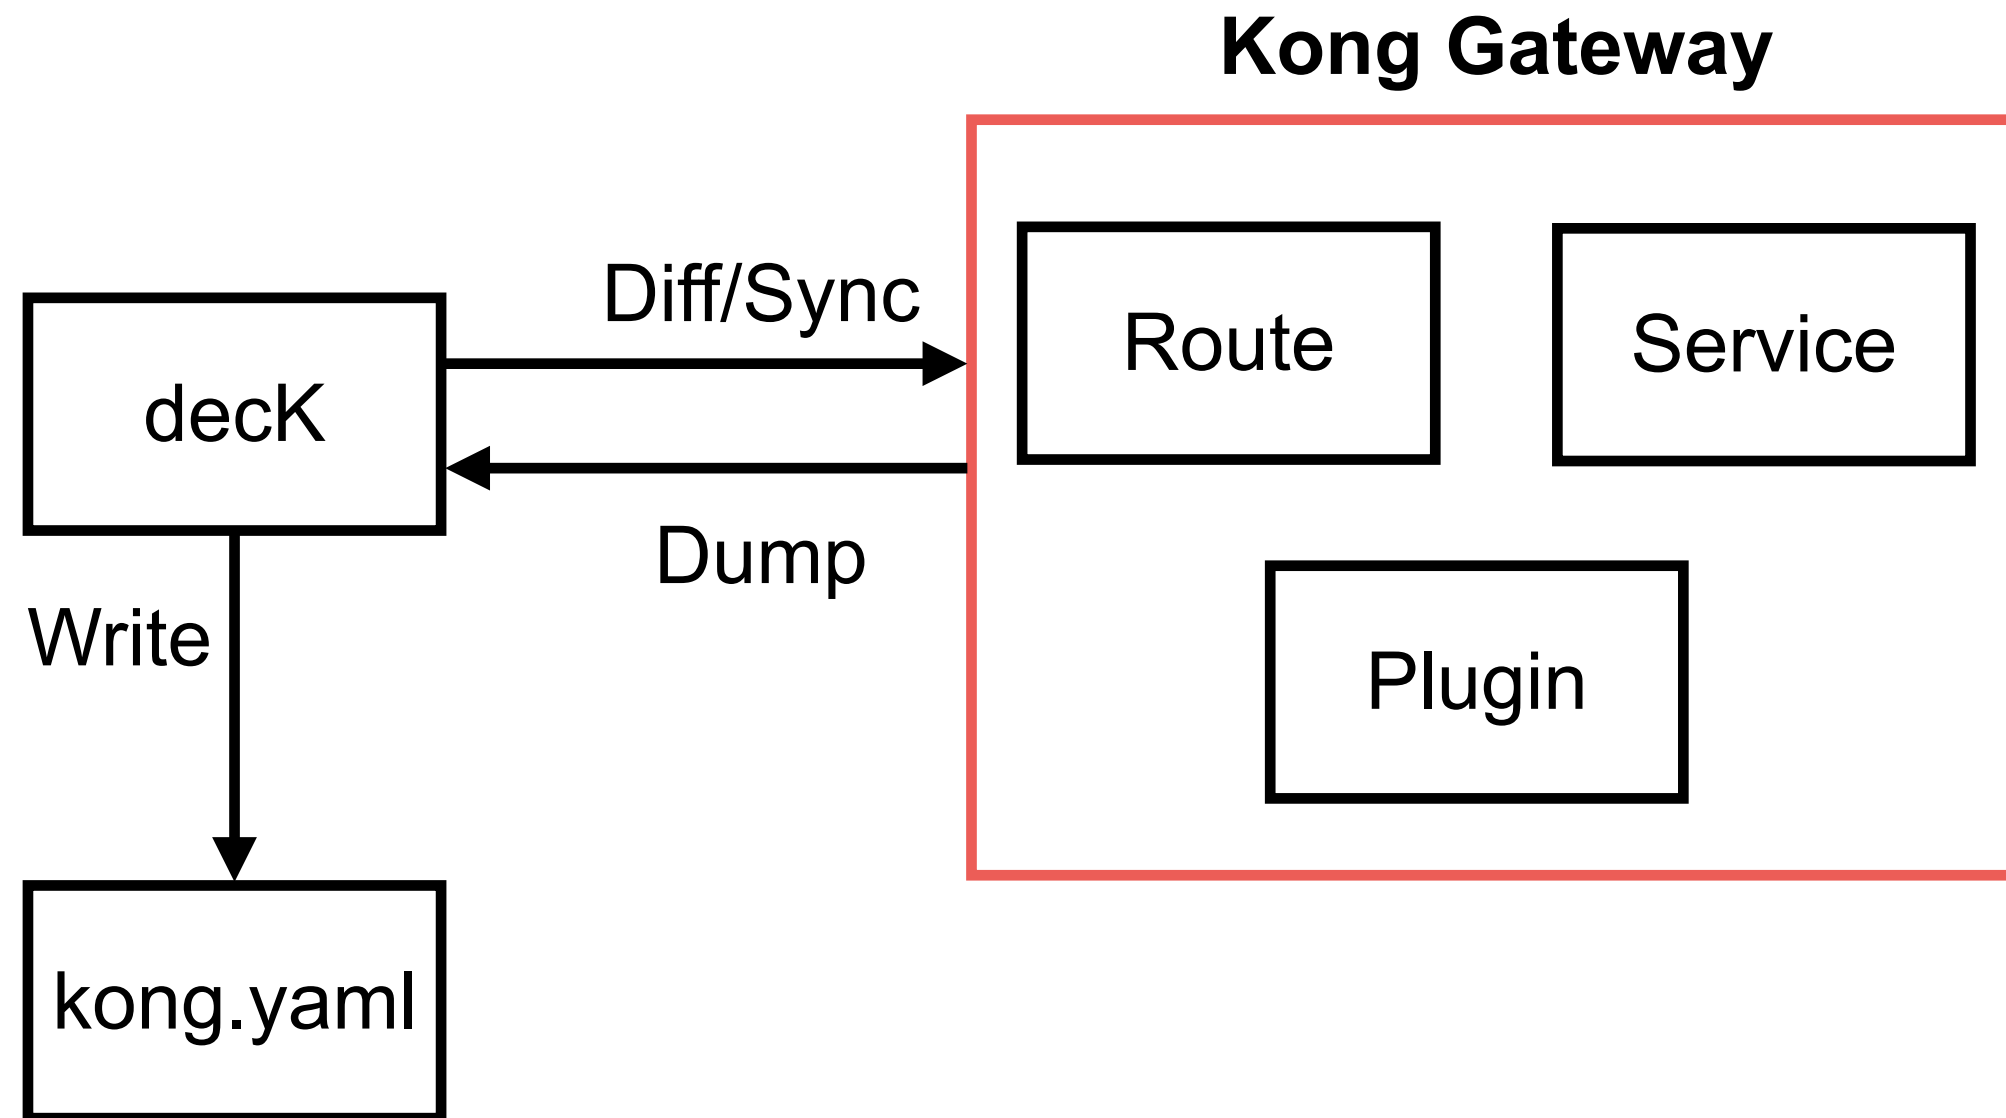 Kong Gateway
Diff/Sync
Route
Service
decK
Dump
Write
Plugin
kong.yaml